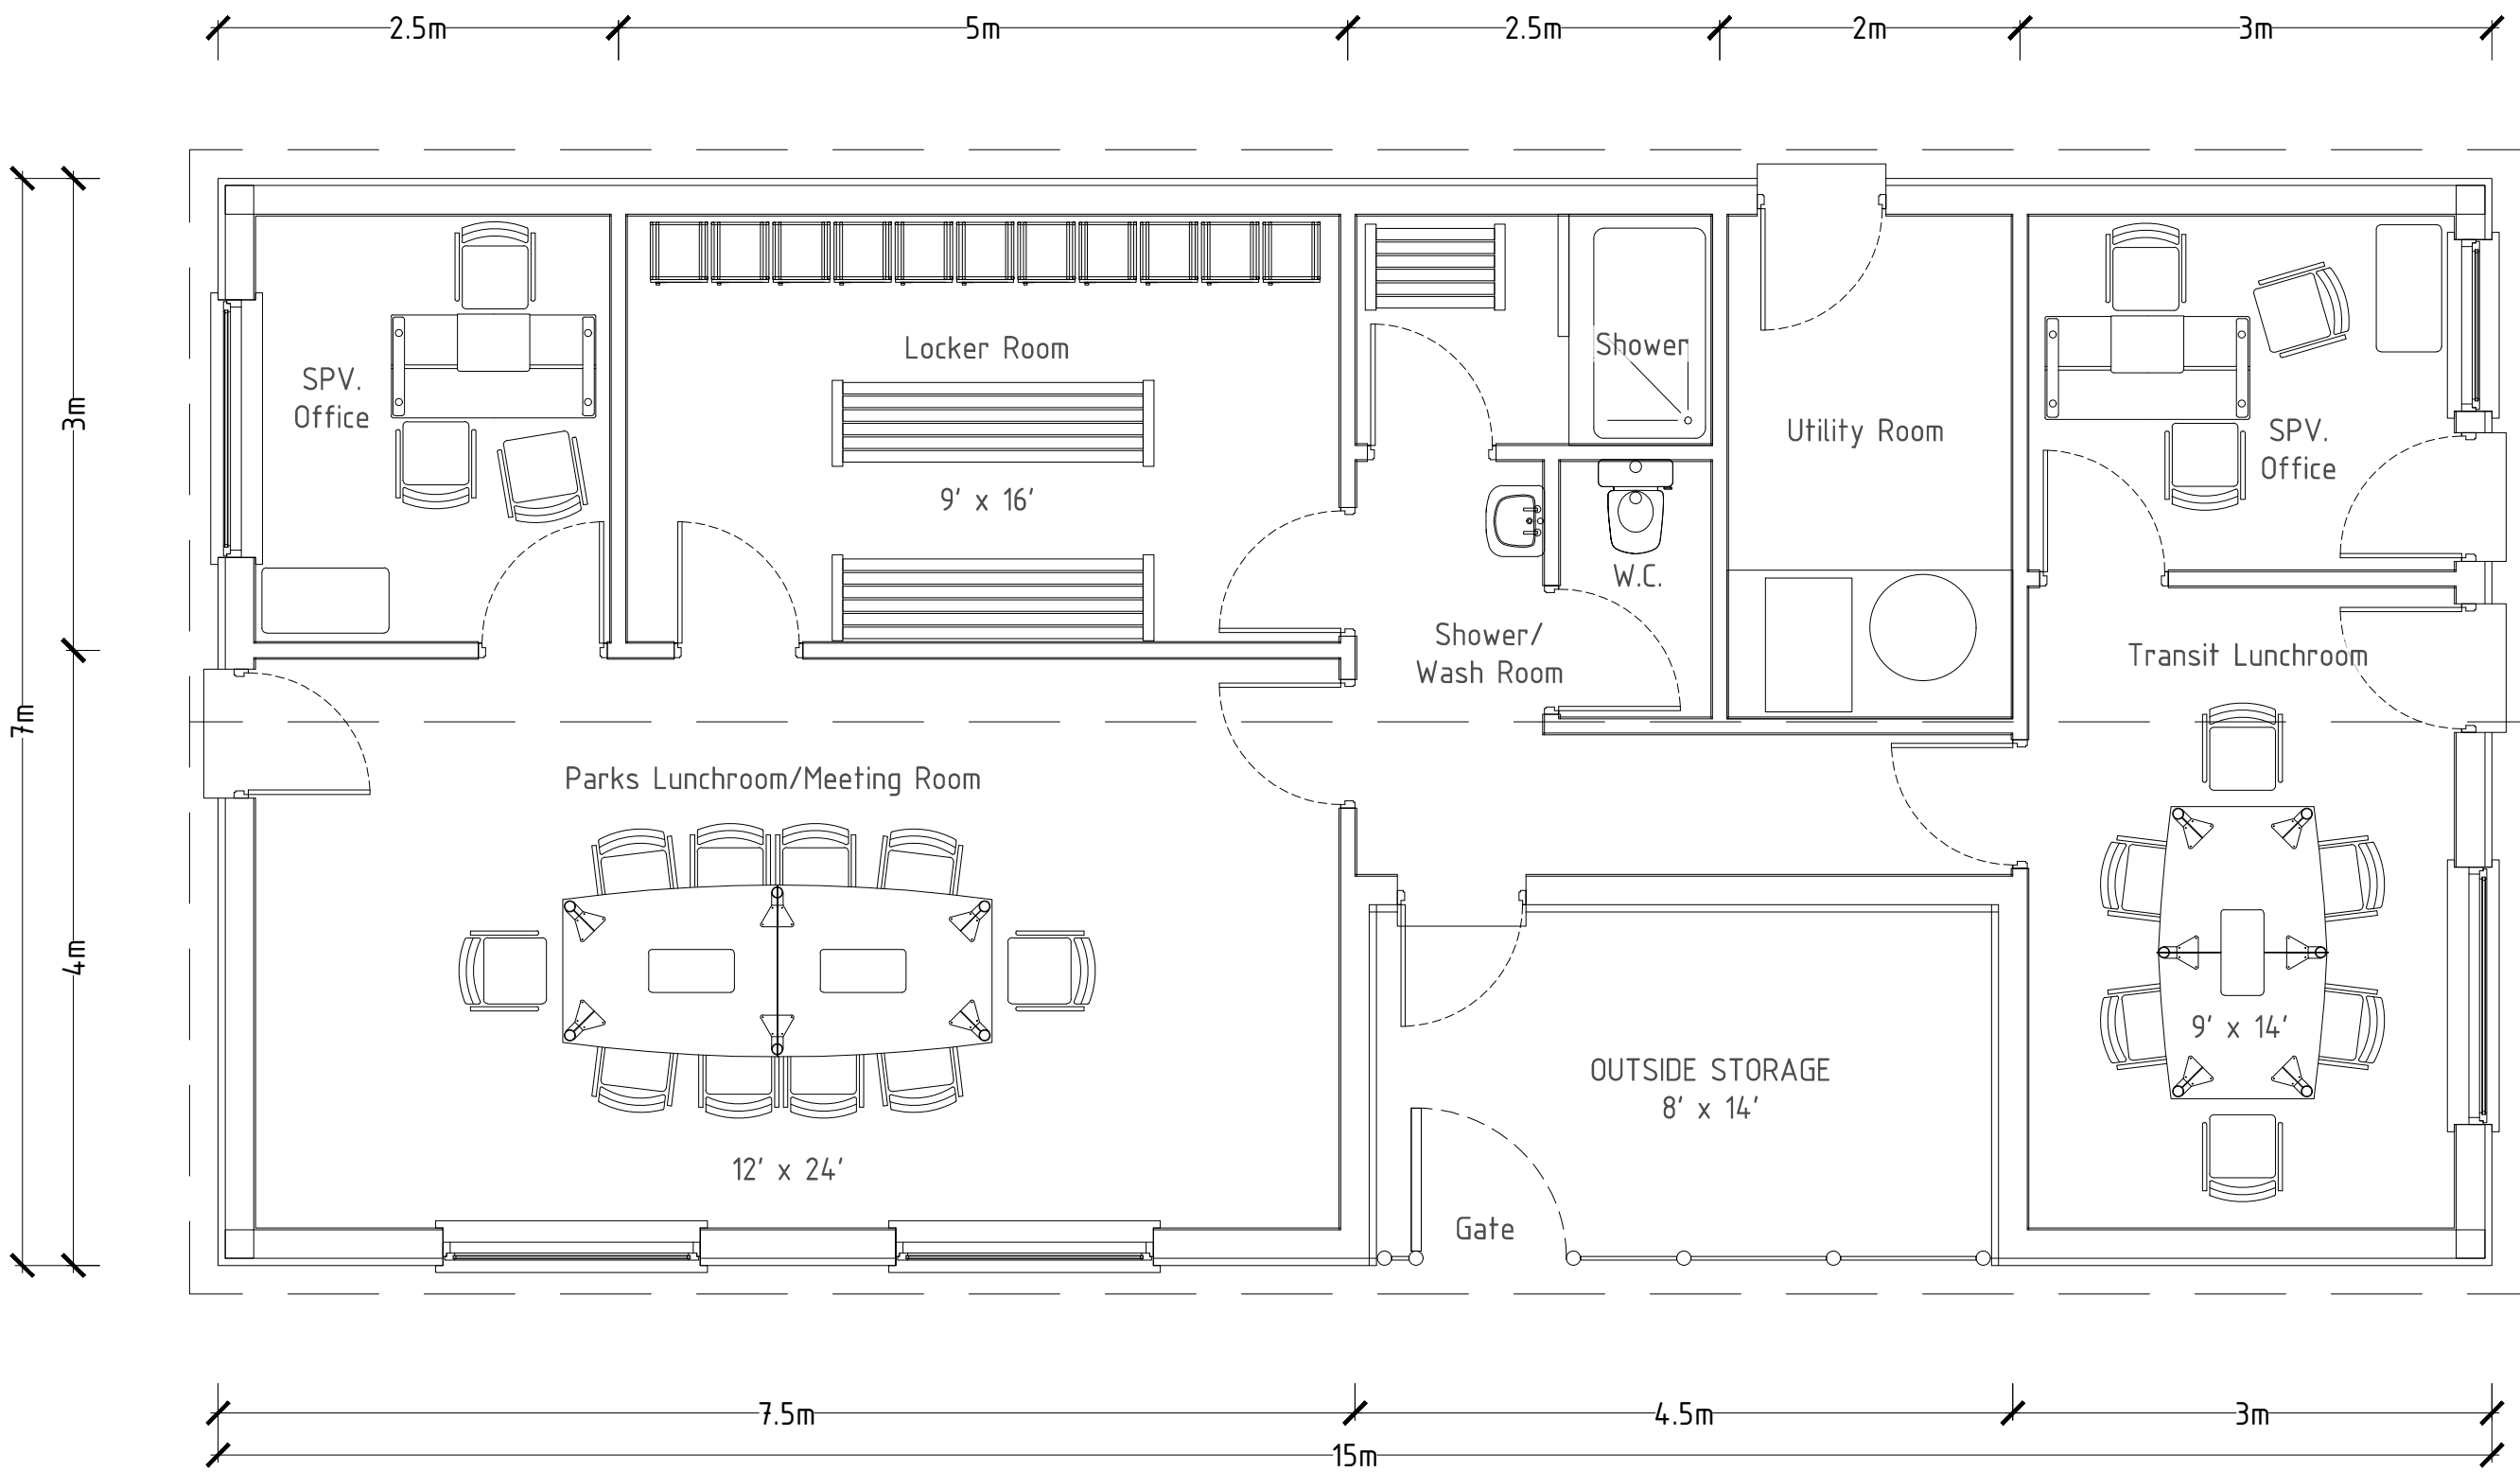 2.5m
5m
2.5m
2m
3m
3m
7m
4m
SPV.
Office
Locker Room
9' x 16'
Shower
Utility Room
SPV.
Office
W.C.
Shower/
Wash Room
Transit Lunchroom
Parks Lunchroom/Meeting Room
9' x 14'
OUTSIDE STORAGE
8' x 14'
12' x 24'
Gate
7.5m
4.5m
3m
15m